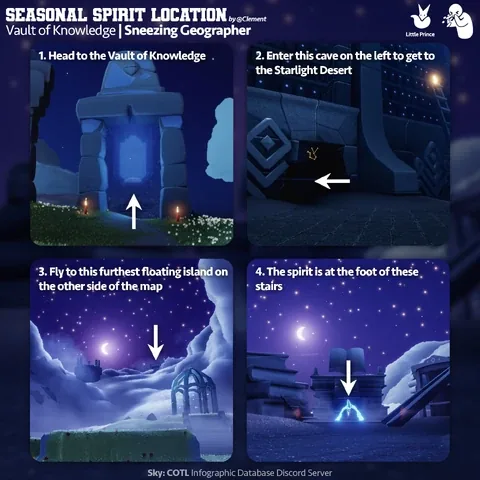 SEASONAL SPIRIT LOCATION by @Clement
Vault of Knowledge | Sneezing Geographer
Little Prince
1. Head to the Vault of Knowledge
2. Enter this cave on the left to get to
the Starlight Desert
3. Fly to this furthest floating island on
the other side of the map
4. The spirit is at the foot of these
stairs
Sky: COTL Infographic Database Discord Server